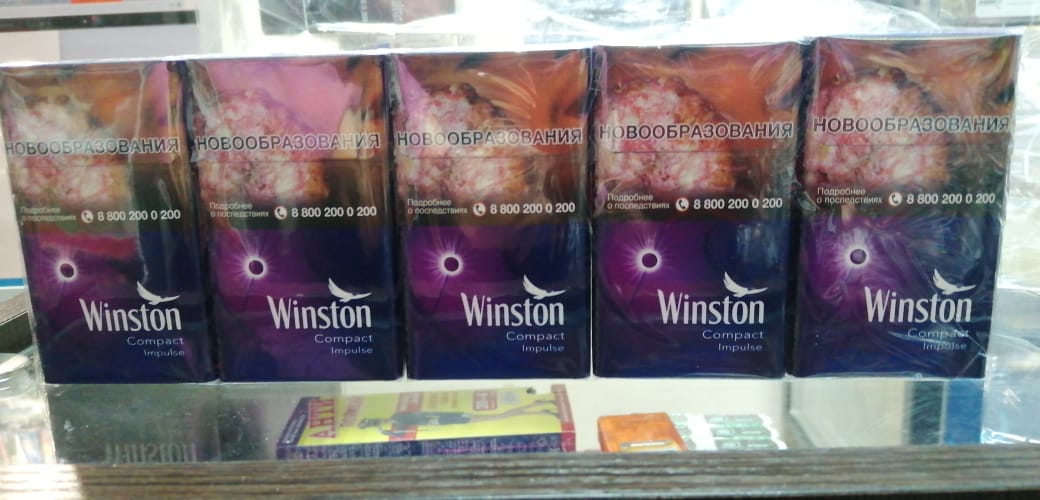 НОВООБРАЗОВАНИЯ
Подробнее
о последствиях
8 800 200 0 200
Winston
Compact
Impulse
НОВООБРАЗОВАНИЯ
Подробнее
о последствиях
8 800 200 0 200
Winston
Compact
Impulse
НОВООБРАЗОВАНИЯ
Подробнее
о последствиях
8 800 200 0 200
Winston
Compact
Impulse
НОВООБРАЗОВАНИЯ
Подробнее
о последствиях
8 800 200 0 200
Winston
Compact
Impulse
НОВООБРАЗОВАНИЯ
Подробнее
о последствиях
8 800 200 0 200
Winston
Compact
Impulse